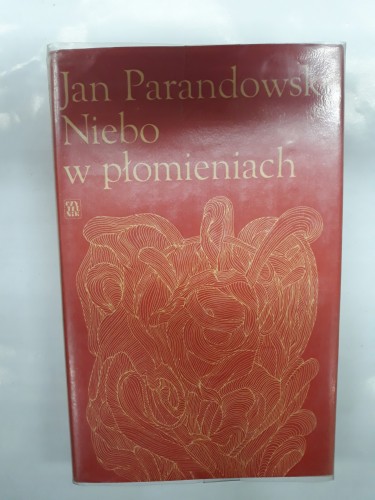 Jan Parandowski
Niebo
w płomieniach